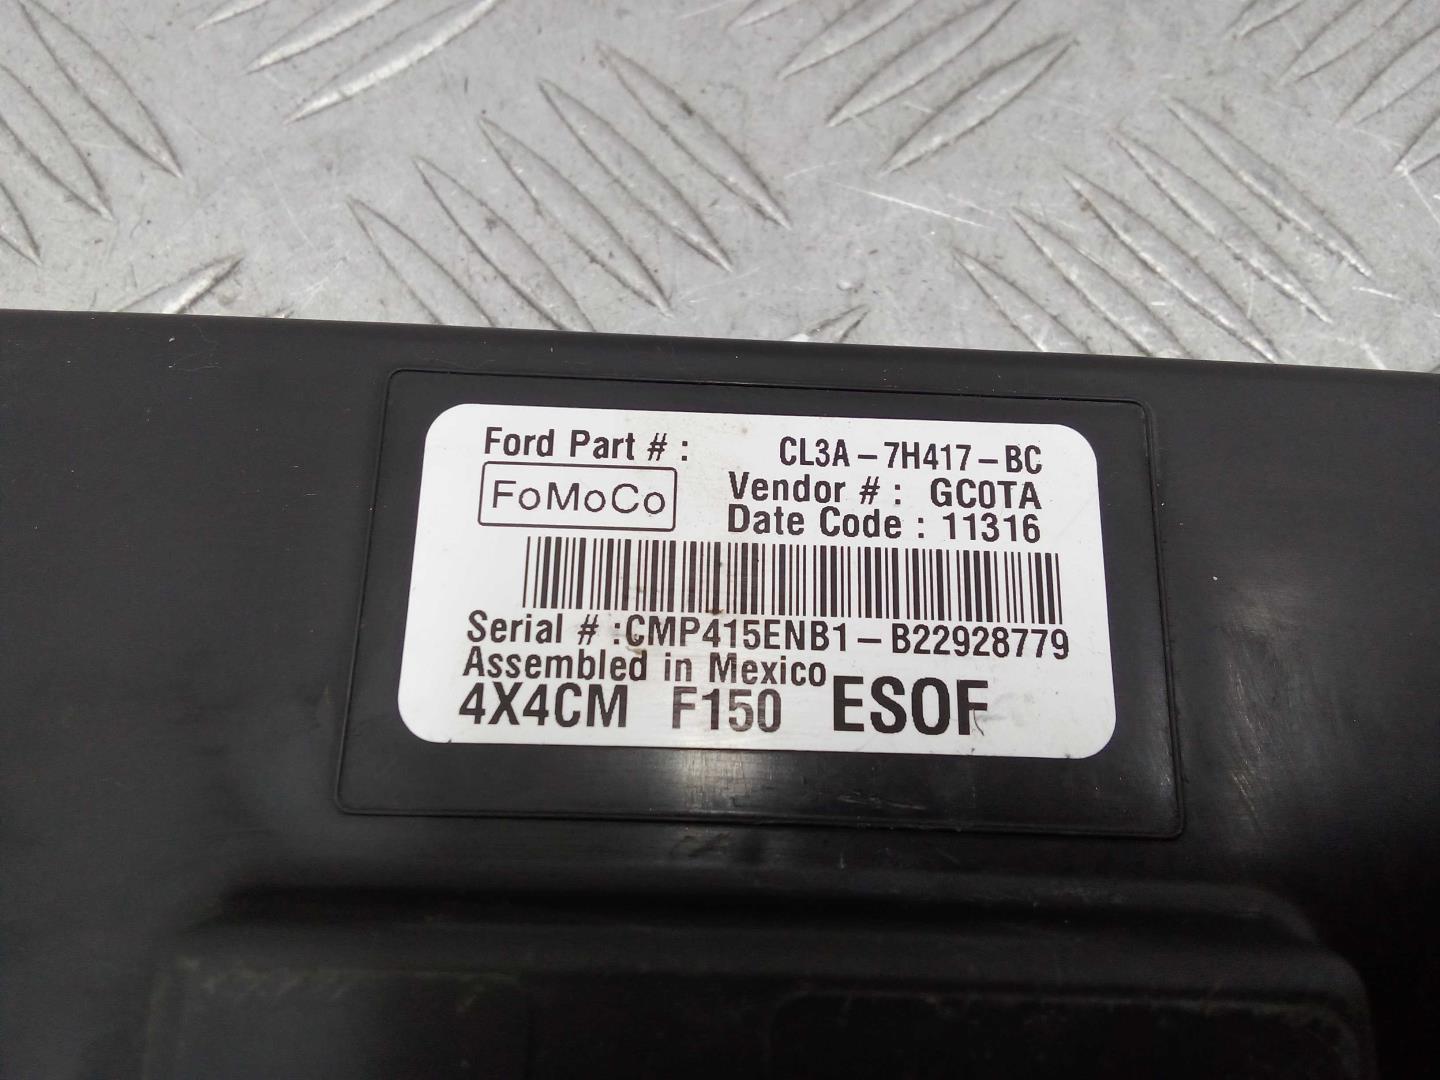 Ford Part # : CL3A-7H417-BC
FoMoCo
Vendor # : GC0TA
Date Code : 11316
Serial # :CMP415ENB1-B22928779
Assembled in Mexico
4X4CM F150 ESOF